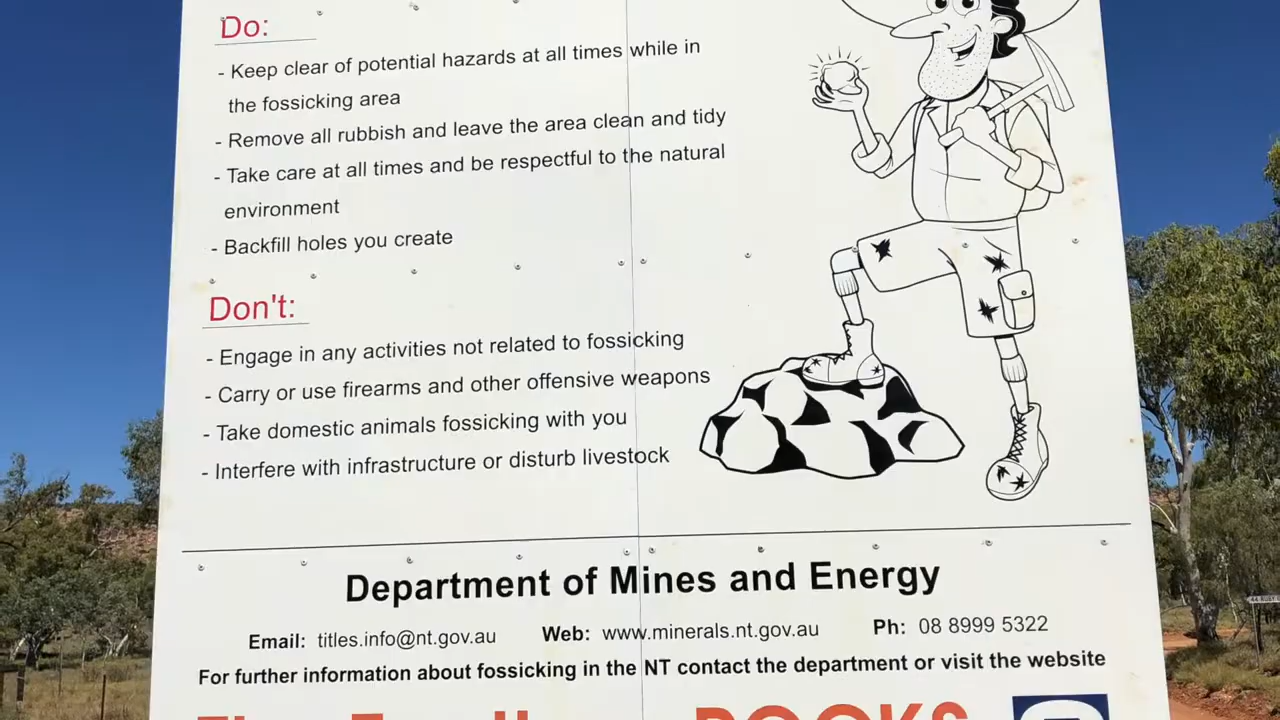 Do:
- Keep clear of potential hazards at all times while in
the fossicking area
- Remove all rubbish and leave the area clean and tidy
- Take care at all times and be respectful to the natural
environment
- Backfill holes you create
Don't:
- Engage in any activities not related to fossicking
- Carry or use firearms and other offensive weapons
- Take domestic animals fossicking with you
- Interfere with infrastructure or disturb livestock
Department of Mines and Energy
Email: titles.info@nt.gov.au Web: www.minerals.nt.gov.au Ph: 08 8999 5322
For further information about fossicking in the NT contact the department or visit the website
ROCKS